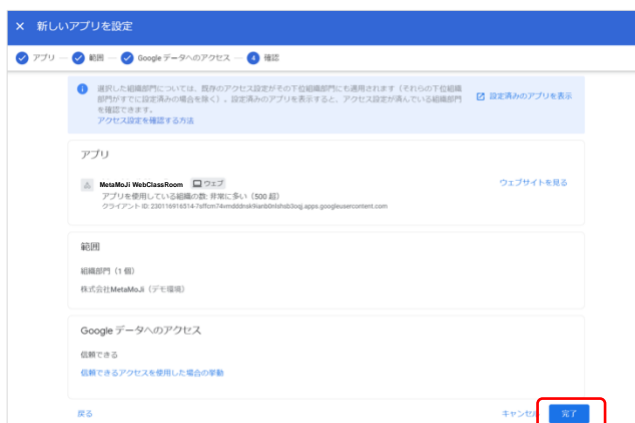 × 新しいアプリを設定
アプリ — 範囲 — Google データへのアクセス — 4 確認
選択した組織部門については、既存のアクセス設定がその下位組織部門にも適用されます（それらの下位組織
部門がすでに設定済みの場合を除く）。設定済みのアプリを表示すると、アクセス設定が済んでいる組織部門
を確認できます。
アクセス設定を確認する方法
設定済みのアプリを表示
アプリ
MetaMoJi WebClassRoom ウェブ
ウェブサイトを見る
アプリを使用している組織の数: 非常に多い（500 超）
クライアント ID:
範囲
組織部門（1 個）
株式会社MetaMoJi（デモ環境）
Google データへのアクセス
信頼できる
信頼できるアクセスを使用した場合の挙動
戻る
キャンセル
完了